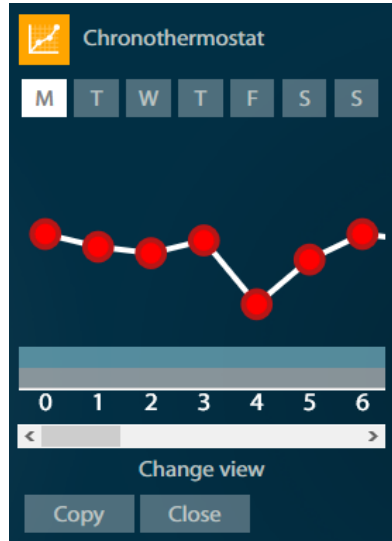 Chronothermostat
M T W T F S S
0 1 2 3 4 5 6
Change view
Copy Close